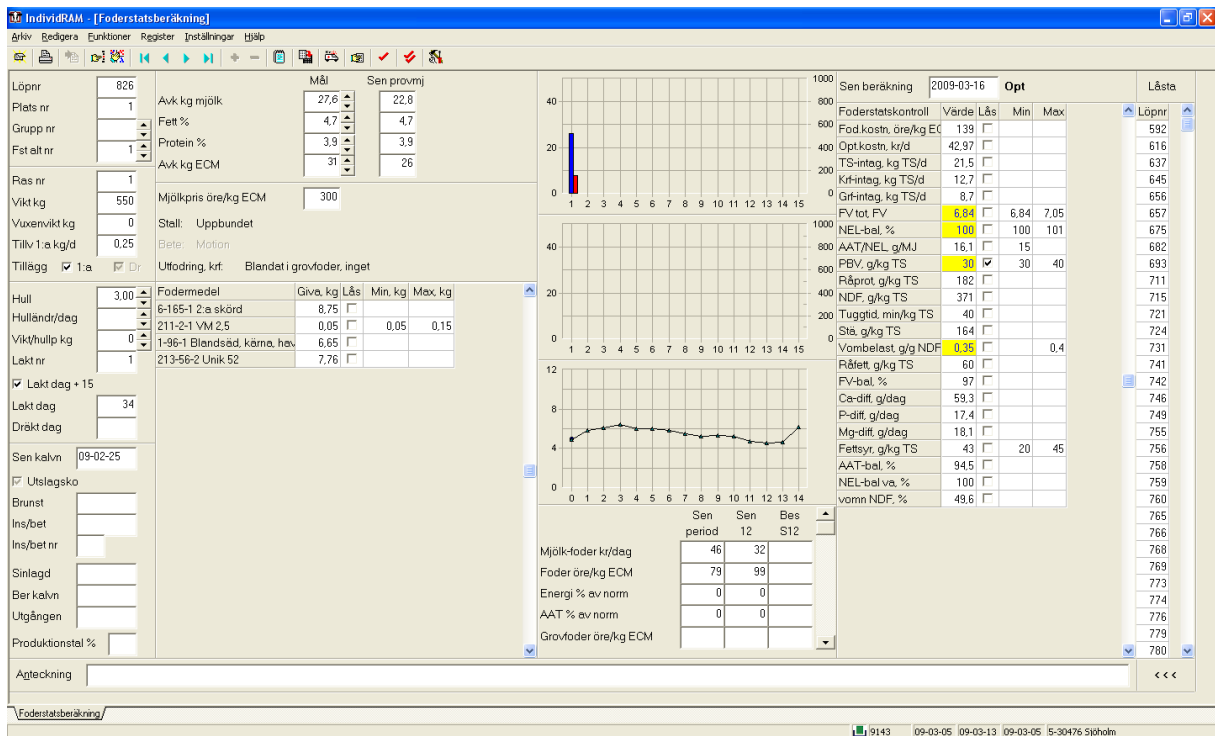 IndividRAM - [Foderstatsberäkning]
Arkiv Redigera Funktioner Register Inställningar Hjälp
Löpnr 826
Plats nr 1
Grupp nr
Fst alt nr 1
Ras nr 1
Vikt kg 550
Vuxenvikt kg 0
Tillv 1:a kg/d 0,25
Tillägg 1:a Dr
Hull 3,00
Hulländr/dag
Vikt/hullp kg 0
Lakt nr 1
Lakt dag + 15
Lakt dag 34
Dräkt dag
Sen kalvn 09-02-25
Utslagsko
Brunst
Ins/bet
Ins/bet nr
Sinlagd
Ber kalvn
Utgången
Produktionstal %
Mål Sen provmj
Avk kg mjölk 27,6 22,8
Fett % 4,7 4,7
Protein % 3,9 3,9
Avk kg ECM 31 26
Mjölkpris öre/kg ECM 300
Stall: Uppbundet
Bete: Motion
Utfodring, krf: Blandat i grovfoder, inget
Fodermedel Giva, kg Lås Min, kg Max, kg
6-165-1 2:a skörd 8,75
211-2-1 VM 2,5 0,05 0,05 0,15
1-96-1 Blandsäd, kärna, hav 6,65
213-56-2 Unik 52 7,76
1000
800
40
600
20 400
200
0 0
1 2 3 4 5 6 7 8 9 10 11 12 13 14 15
1000
40 800
600
20 400
200
0 0
1 2 3 4 5 6 7 8 9 10 11 12 13 14 15
12
8
4
0
0 1 2 3 4 5 6 7 8 9 10 11 12 13 14
Sen period Sen 12 Bes S12
Mjölk-foder kr/dag 46 32
Foder öre/kg ECM 79 99
Energi % av norm 0 0
AAT % av norm 0 0
Grovfoder öre/kg ECM
Sen beräkning 2009-03-16 Opt
Foderstatskontroll Värde Lås Min Max
Fod.kostn, öre/kg EC 139
Opt.kostn, kr/d 42,97
TS-intag, kg TS/d 21,5
Krf-intag, kg TS/d 12,7
Grf-intag, kg TS/d 8,7
FV tot, FV 6,84 6,84 7,05
NEL-bal, % 100 100 101
AAT/NEL, g/MJ 16,1 15
PBV, g/kg TS 30 30 40
Råprot, g/kg TS 182
NDF, g/kg TS 371
Tuggtid, min/kg TS 40
Stä, g/kg TS 164
Vombelast, g/g NDF 0,35 0,4
Råfett, g/kg TS 60
FV-bal, % 97
Ca-diff, g/dag 59,3
P-diff, g/dag 17,4
Mg-diff, g/dag 18,1
Fettsyr, g/kg TS 43 20 45
AAT-bal, % 94,5
NEL-bal va, % 100
vomn NDF, % 49,6
Låsta
Löpnr
592
616
637
645
656
657
675
682
693
711
715
721
724
731
741
742
746
749
755
756
758
759
760
765
766
768
769
773
774
776
779
780
Anteckning <<<
Foderstatsberäkning
9143 09-03-05 09-03-13 09-03-05 5-30476 Sjöholm